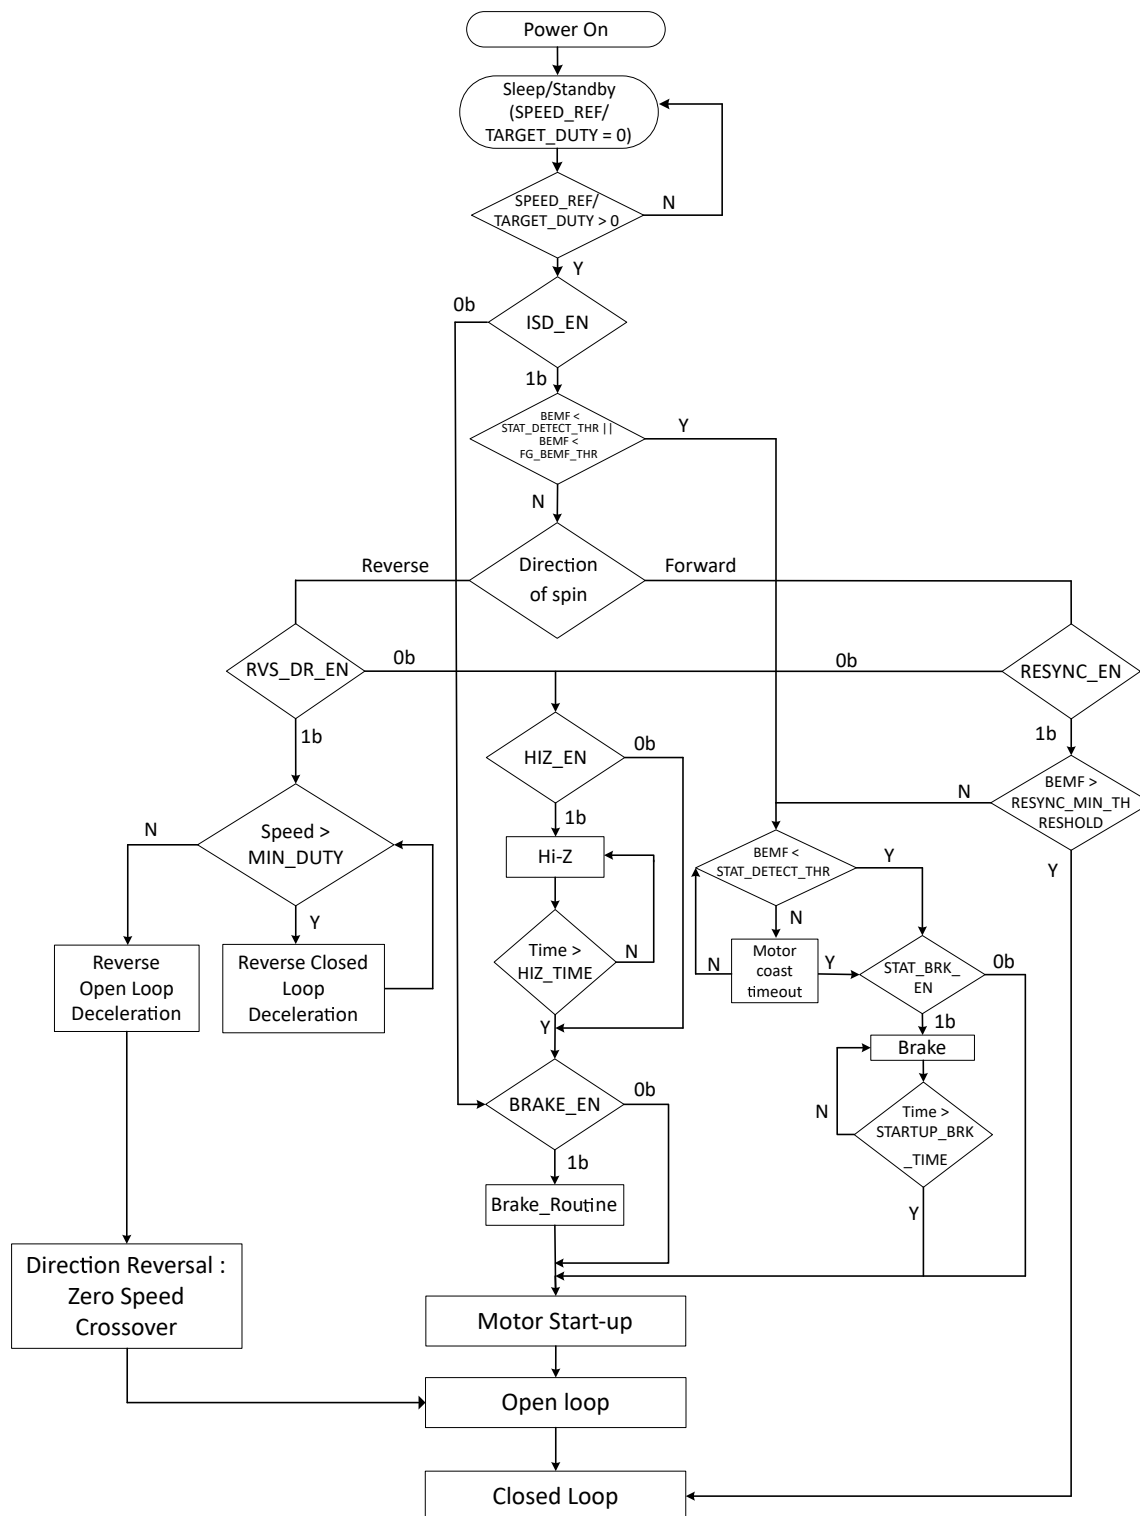 Power On
Sleep/Standby
(SPEED_REF/
TARGET_DUTY = 0)
SPEED_REF/
TARGET_DUTY > 0
N
Y
0b
ISD_EN
1b
BEMF <
STAT_DETECT_THR ||
BEMF <
FG_BEMF_THR
Y
N
Reverse
Direction
of spin
Forward
RVS_DR_EN
0b
0b
RESYNC_EN
1b
1b
HIZ_EN
0b
BEMF >
RESYNC_MIN_TH
RESHOLD
N
Y
1b
N
Speed >
MIN_DUTY
Y
Hi-Z
BEMF <
STAT_DETECT_THR
Y
N
Time >
HIZ_TIME
N
Y
Reverse
Open Loop
Deceleration
Reverse Closed
Loop
Deceleration
N
Motor
coast
timeout
Y
STAT_BRK_
EN
0b
1b
Brake
BRAKE_EN
0b
1b
N
Time >
STARTUP_BRK
_TIME
Y
Brake_Routine
Direction Reversal :
Zero Speed
Crossover
Motor Start-up
Open loop
Closed Loop